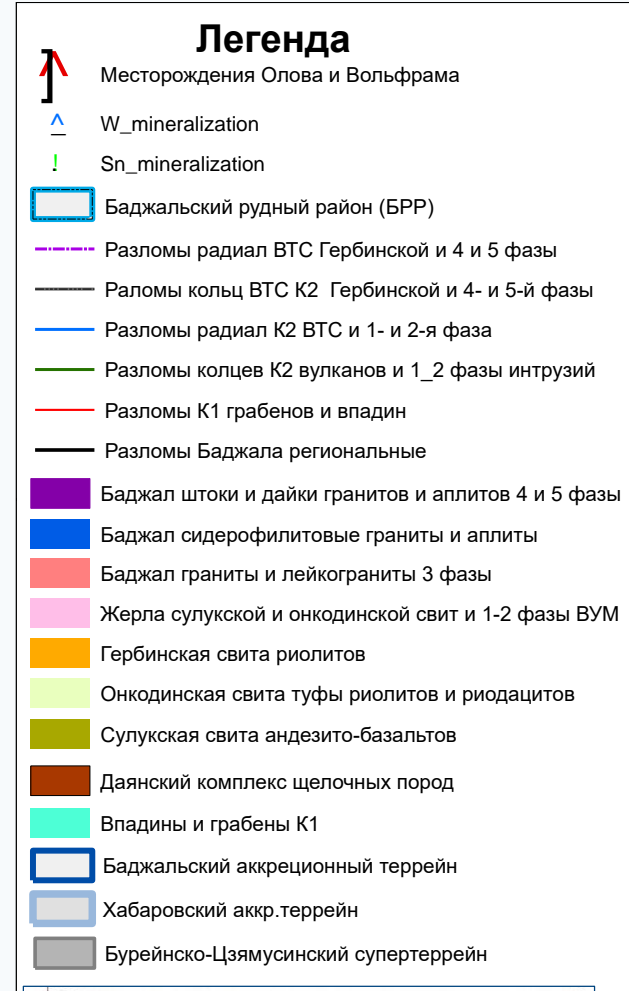 Легенда
Месторождения Олова и Вольфрама
W_mineralization
Sn_mineralization
Баджальский рудный район (БРР)
Разломы радиал ВТС Гербинской и 4 и 5 фазы
Раломы кольц ВТС К2 Гербинской и 4- и 5-й фазы
Разломы радиал К2 ВТС и 1- и 2-я фаза
Разломы колцев К2 вулканов и 1_2 фазы интрузий
Разломы К1 грабенов и впадин
Разломы Баджала региональные
Баджал штоки и дайки гранитов и аплитов 4 и 5 фазы
Баджал сидерофилитовые граниты и аплиты
Баджал граниты и лейкограниты 3 фазы
Жерла сулукской и онкодинской свит и 1-2 фазы ВУМ
Гербинская свита риолитов
Онкодинская свита туфы риолитов и риодацитов
Сулукская свита андезито-базальтов
Даянский комплекс щелочных пород
Впадины и грабены К1
Баджальский аккреционный террейн
Хабаровский аккр.террейн
Бурейнско-Цзямусинский супертеррейн